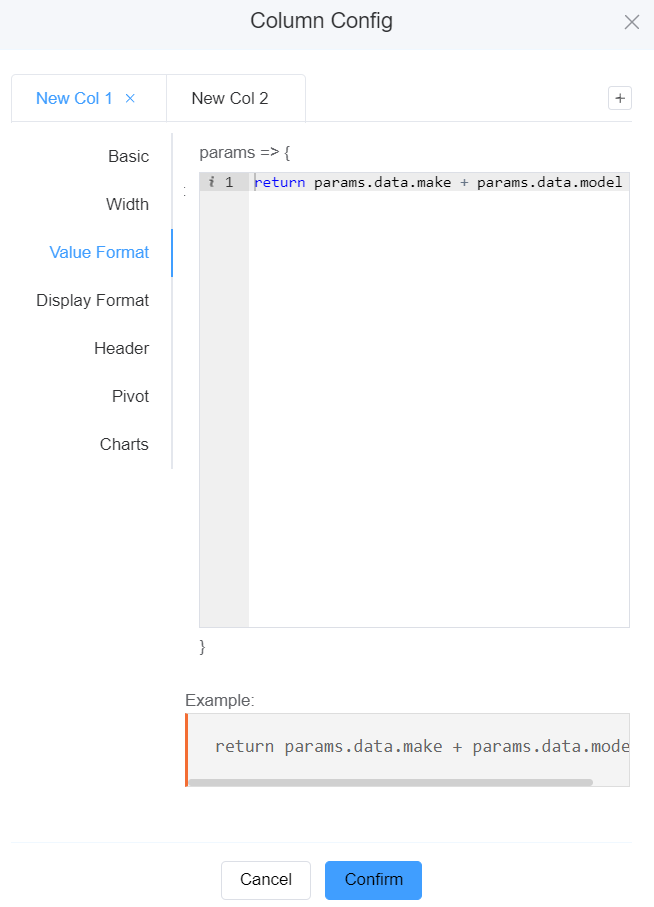 Column Config
New Col 1 ×
New Col 2
+
Basic
Width
Value Format
Display Format
Header
Pivot
Charts
:
params => {
i 1 return params.data.make + params.data.model
}
Example:
return params.data.make + params.data.mode
Cancel
Confirm